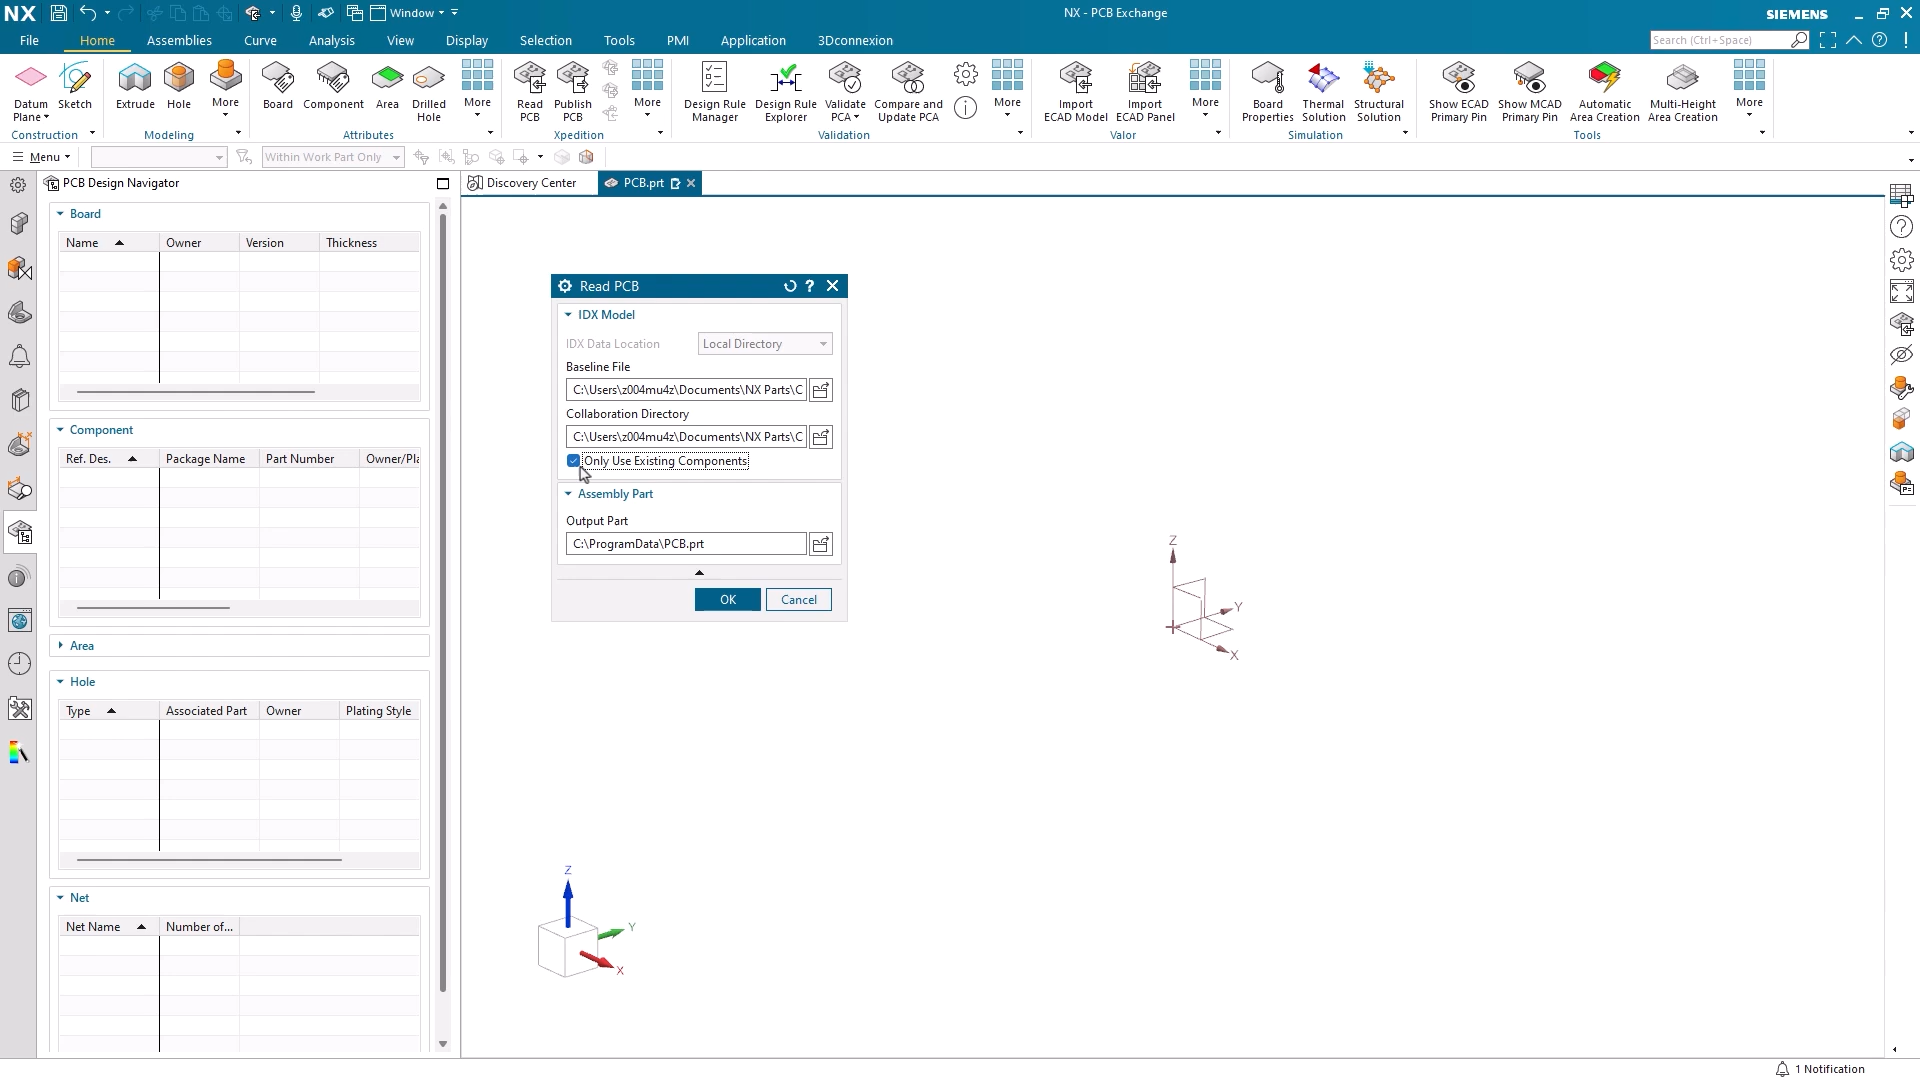 NX
Window
NX - PCB Exchange
SIEMENS
File
Home
Assemblies
Curve
Analysis
View
Display
Selection
Tools
PMI
Application
3Dconnexion
Search (Ctrl+Space)
Datum
Plane
Sketch
Extrude
Hole
More
Board
Component
Area
Drilled
Hole
More
Read
PCB
Publish
PCB
More
Design Rule
Manager
Design Rule
Explorer
Validate
PCA
Compare and
Update PCA
More
Import
ECAD Model
Import
ECAD Panel
More
Board
Properties
Thermal
Solution
Structural
Solution
Show ECAD
Primary Pin
Show MCAD
Primary Pin
Automatic
Area Creation
Multi-Height
Area Creation
More
Construction
Modeling
Attributes
Xpedition
Validation
Valor
Simulation
Tools
Menu
Within Work Part Only
PCB Design Navigator
Discovery Center
PCB.prt
Board
Name
Owner
Version
Thickness
Component
Ref. Des.
Package Name
Part Number
Owner/Pla
Area
Hole
Type
Associated Part
Owner
Plating Style
Net
Net Name
Number of...
Read PCB
IDX Model
IDX Data Location
Local Directory
Baseline File
C:\Users\z004mu4z\Documents\NX Parts\C
Collaboration Directory
C:\Users\z004mu4z\Documents\NX Parts\C
Only Use Existing Components
Assembly Part
Output Part
C:\ProgramData\PCB.prt
OK
Cancel
Z
Y
X
Z
Y
X
1 Notification